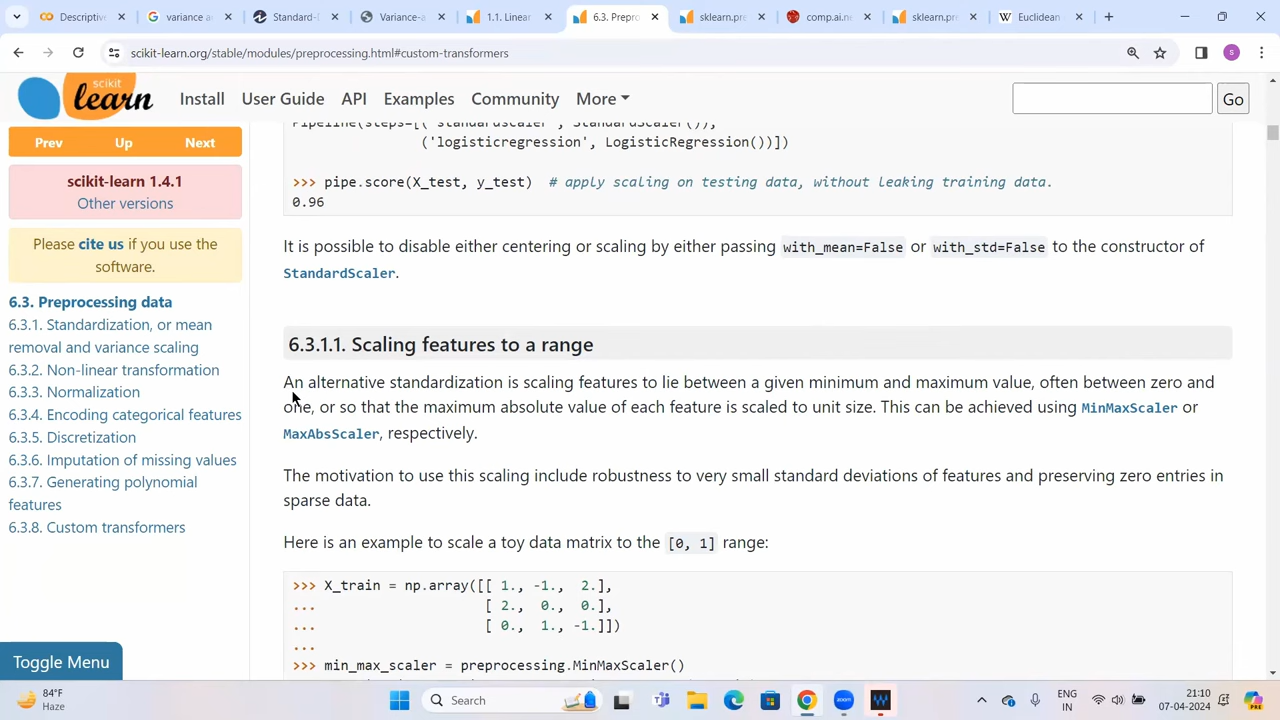 Descriptive
variance a
Standard-D
Variance-a
1.1. Linear
6.3. Prepro
sklearn.pre
comp.ai.ne
sklearn.pre
Euclidean
scikit-learn.org/stable/modules/preprocessing.html#custom-transformers
scikit
learn
Install
User Guide
API
Examples
Community
More
Go
Prev
Up
Next
scikit-learn 1.4.1
Other versions
Please cite us if you use the
software.
6.3. Preprocessing data
6.3.1. Standardization, or mean
removal and variance scaling
6.3.2. Non-linear transformation
6.3.3. Normalization
6.3.4. Encoding categorical features
6.3.5. Discretization
6.3.6. Imputation of missing values
6.3.7. Generating polynomial
features
6.3.8. Custom transformers
Toggle Menu
Pipeline(steps=[('standardscaler', StandardScaler()),
('logisticregression', LogisticRegression())])
>>> pipe.score(X_test, y_test)  # apply scaling on testing data, without leaking training data.
0.96
It is possible to disable either centering or scaling by either passing with_mean=False or with_std=False to the constructor of
StandardScaler.
6.3.1.1. Scaling features to a range
An alternative standardization is scaling features to lie between a given minimum and maximum value, often between zero and
one, or so that the maximum absolute value of each feature is scaled to unit size. This can be achieved using MinMaxScaler or
MaxAbsScaler, respectively.
The motivation to use this scaling include robustness to very small standard deviations of features and preserving zero entries in
sparse data.
Here is an example to scale a toy data matrix to the [0, 1] range:
>>> X_train = np.array([[ 1., -1.,  2.],
...                     [ 2.,  0.,  0.],
...                     [ 0.,  1., -1.]])
...
>>> min_max_scaler = preprocessing.MinMaxScaler()
84°F
Haze
Search
ENG
IN
21:10
07-04-2024